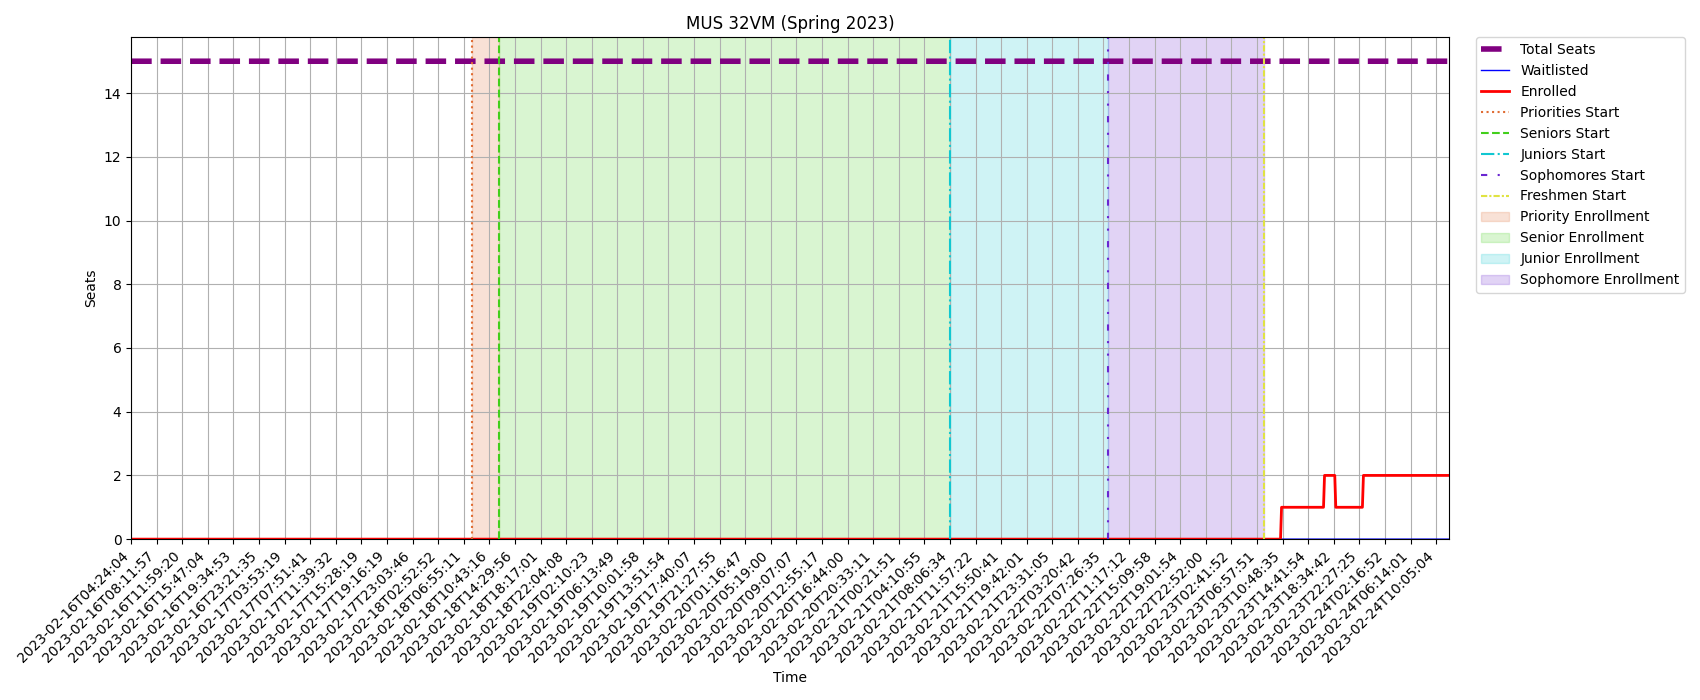 MUS 32VM (Spring 2023)
Total Seats
Waitlisted
Enrolled
Priorities Start
Seniors Start
Juniors Start
Sophomores Start
Freshmen Start
Priority Enrollment
Senior Enrollment
Junior Enrollment
Sophomore Enrollment
Seats
14
12
10
8
6
4
2
0
2023-02-16T04:24:04
2023-02-16T08:11:57
2023-02-16T11:59:20
2023-02-16T15:47:04
2023-02-16T19:34:53
2023-02-16T23:21:35
2023-02-17T03:53:19
2023-02-17T07:51:41
2023-02-17T11:39:32
2023-02-17T15:28:19
2023-02-17T19:16:19
2023-02-17T23:03:46
2023-02-18T02:52:52
2023-02-18T06:55:11
2023-02-18T10:43:16
2023-02-18T14:29:56
2023-02-18T18:17:01
2023-02-18T22:04:08
2023-02-19T02:10:23
2023-02-19T06:13:49
2023-02-19T10:01:58
2023-02-19T13:51:54
2023-02-19T17:40:07
2023-02-19T21:27:55
2023-02-20T01:16:47
2023-02-20T05:19:00
2023-02-20T09:07:07
2023-02-20T12:55:17
2023-02-20T16:44:00
2023-02-20T20:33:11
2023-02-21T00:21:51
2023-02-21T04:10:55
2023-02-21T08:06:34
2023-02-21T11:57:22
2023-02-21T15:50:41
2023-02-21T19:42:01
2023-02-21T23:31:05
2023-02-22T03:20:42
2023-02-22T07:26:35
2023-02-22T11:17:12
2023-02-22T15:09:58
2023-02-22T19:01:54
2023-02-22T22:52:00
2023-02-23T02:41:52
2023-02-23T06:57:51
2023-02-23T10:48:35
2023-02-23T14:41:54
2023-02-23T18:34:42
2023-02-23T22:27:25
2023-02-24T02:16:52
2023-02-24T06:14:01
2023-02-24T10:05:04
Time